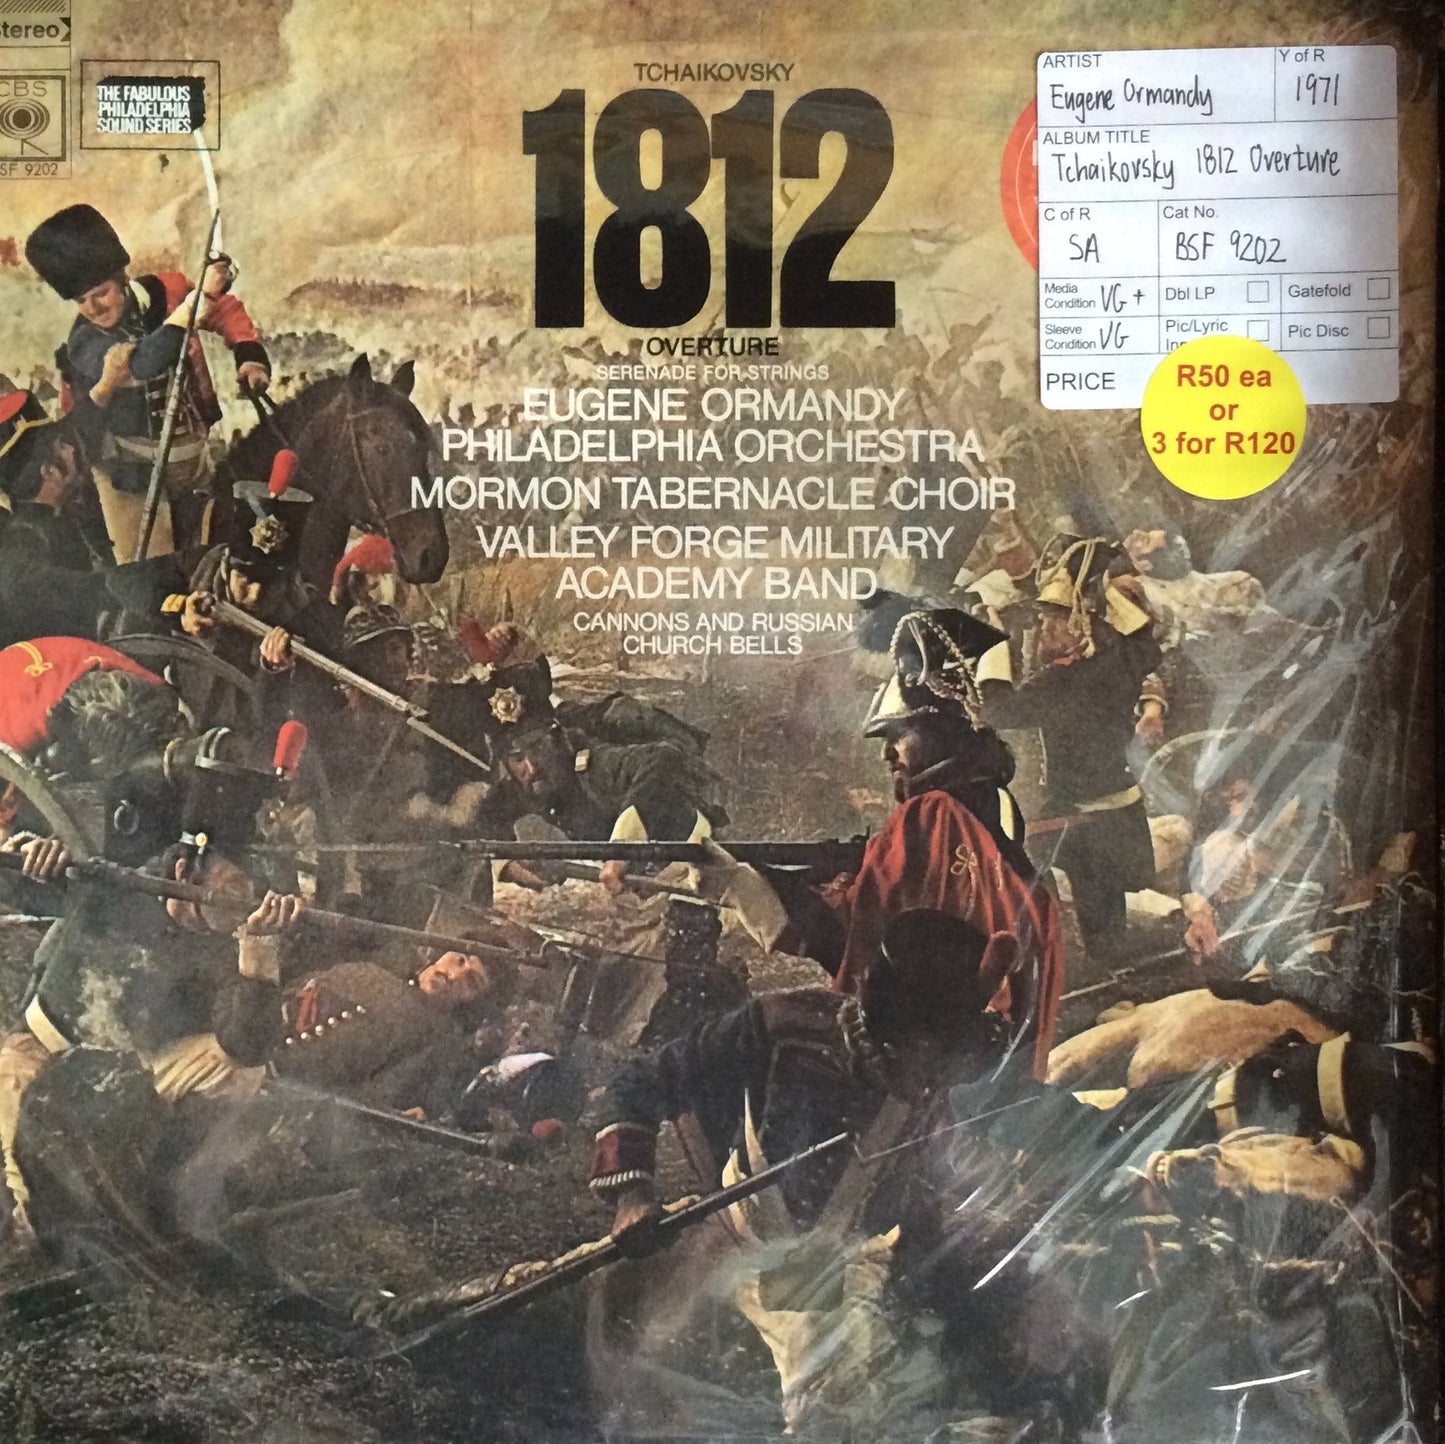 Stereo
CBS
SF 9202
THE FABULOUS
PHILADELPHIA
SOUND SERIES
TCHAIKOVSKY
1812
OVERTURE
SERENADE FOR STRINGS
EUGENE ORMANDY
PHILADELPHIA ORCHESTRA
MORMON TABERNACLE CHOIR
VALLEY FORGE MILITARY
ACADEMY BAND
CANNONS AND RUSSIAN
CHURCH BELLS
ARTIST
Eugene Ormandy
Y of R
1971
ALBUM TITLE
Tchaikovsky 1812 Overture
C of R
SA
Cat No.
BSF 9202
Media
Condition VG+
Dbl LP
Gatefold
Sleeve
Condition VG
Pic/Lyric
Pic Disc
PRICE
R50 ea
or
3 for R120